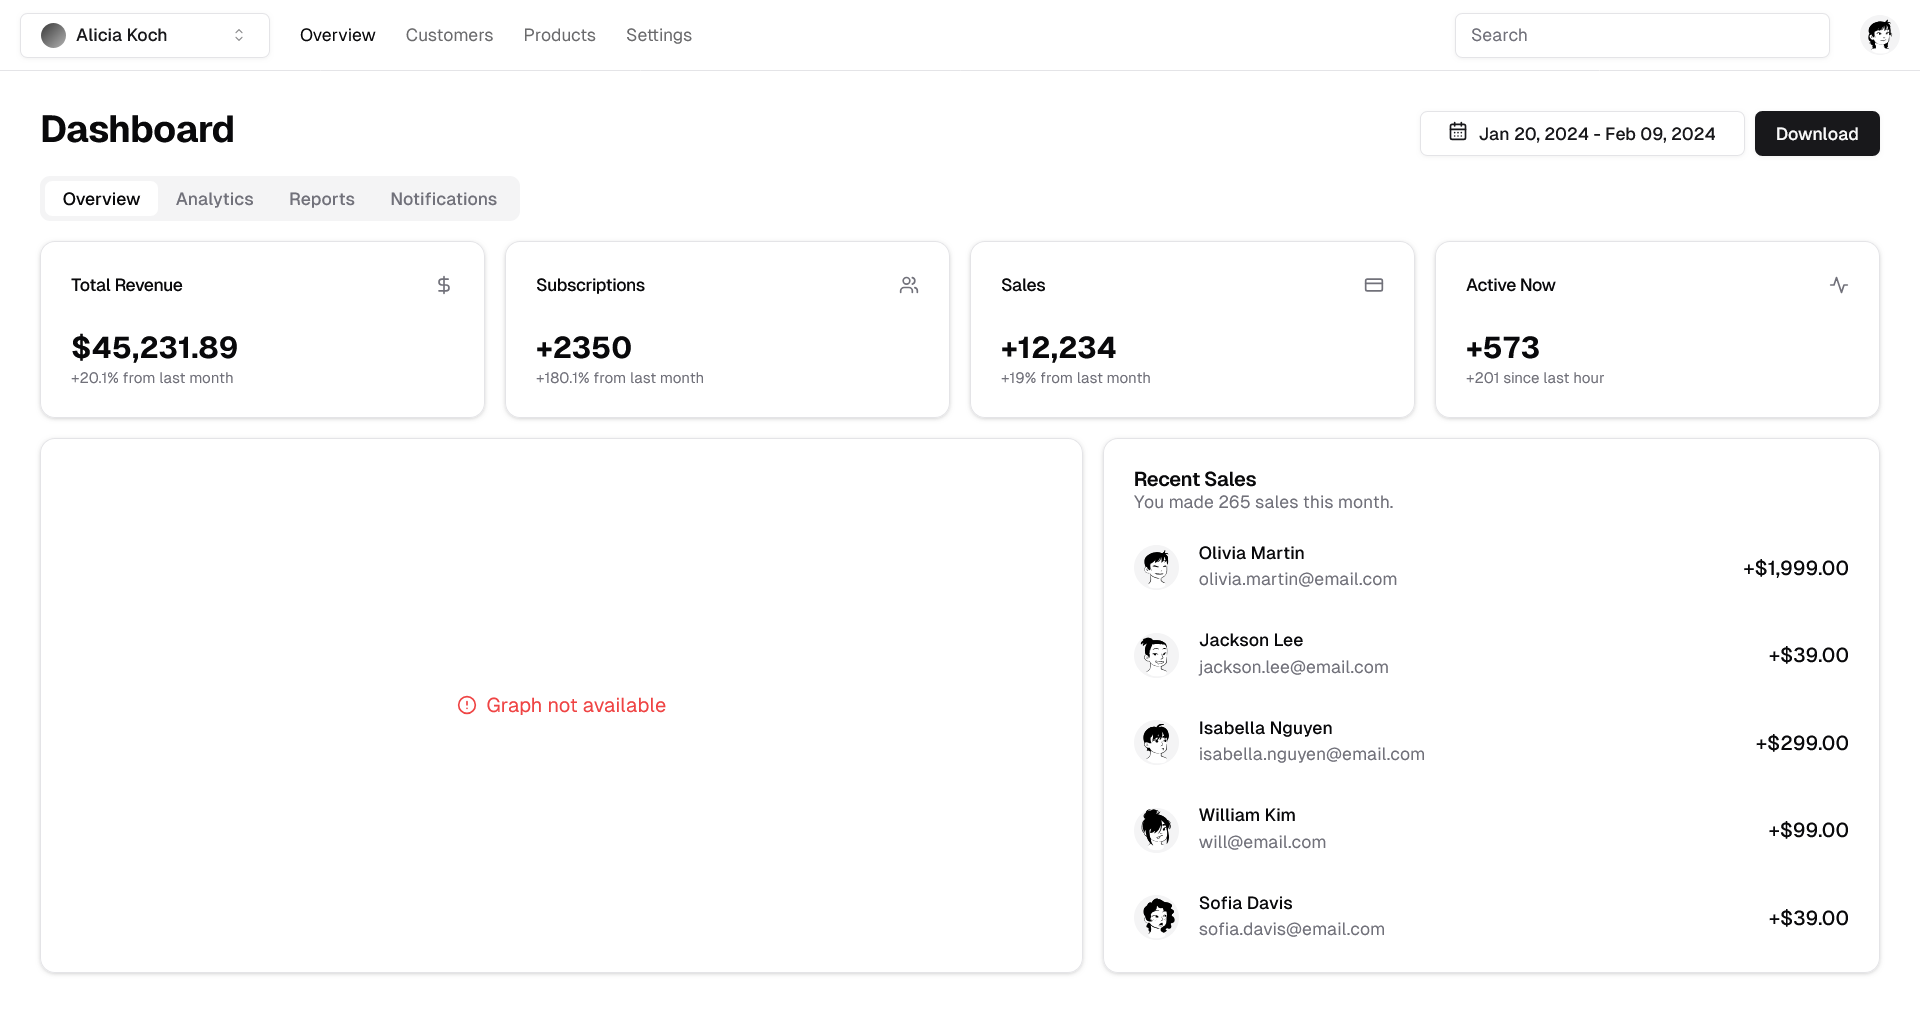 Alicia Koch
Overview
Customers
Products
Settings
Search
Dashboard
Jan 20, 2024 - Feb 09, 2024
Download
Overview
Analytics
Reports
Notifications
Total Revenue
$45,231.89
+20.1% from last month
Subscriptions
+2350
+180.1% from last month
Sales
+12,234
+19% from last month
Active Now
+573
+201 since last hour
Graph not available
Recent Sales
You made 265 sales this month.
Olivia Martin
olivia.martin@email.com
+$1,999.00
Jackson Lee
jackson.lee@email.com
+$39.00
Isabella Nguyen
isabella.nguyen@email.com
+$299.00
William Kim
will@email.com
+$99.00
Sofia Davis
sofia.davis@email.com
+$39.00